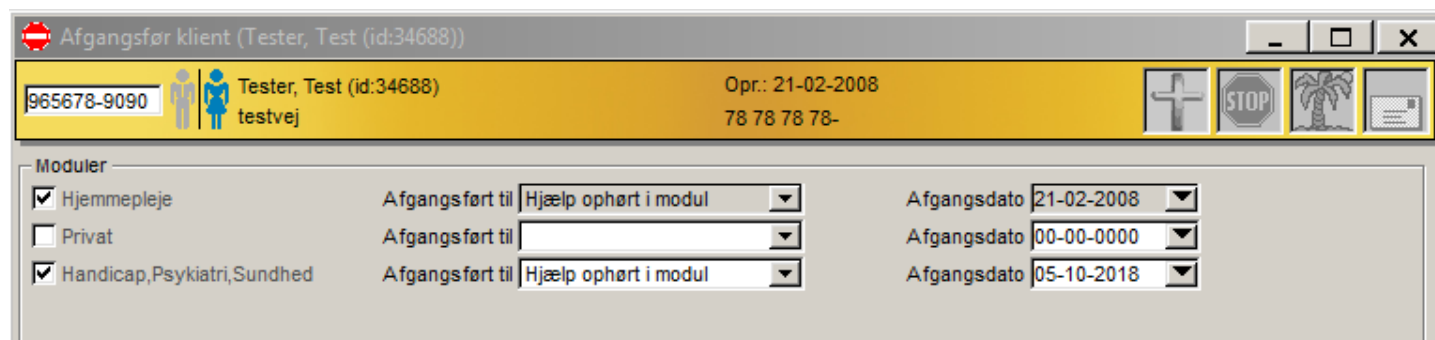 Afgangsfør klient (Tester, Test (id:34688))
965678-9090 Tester, Test (id:34688) Opr.: 21-02-2008 STOP
testvej 78 78 78 78-
Moduler
Hjemmepleje Afgangsført til Hjælp ophørt i modul Afgangsdato 21-02-2008
Privat Afgangsført til Afgangsdato 00-00-0000
Handicap,Psykiatri,Sundhed Afgangsført til Hjælp ophørt i modul Afgangsdato 05-10-2018